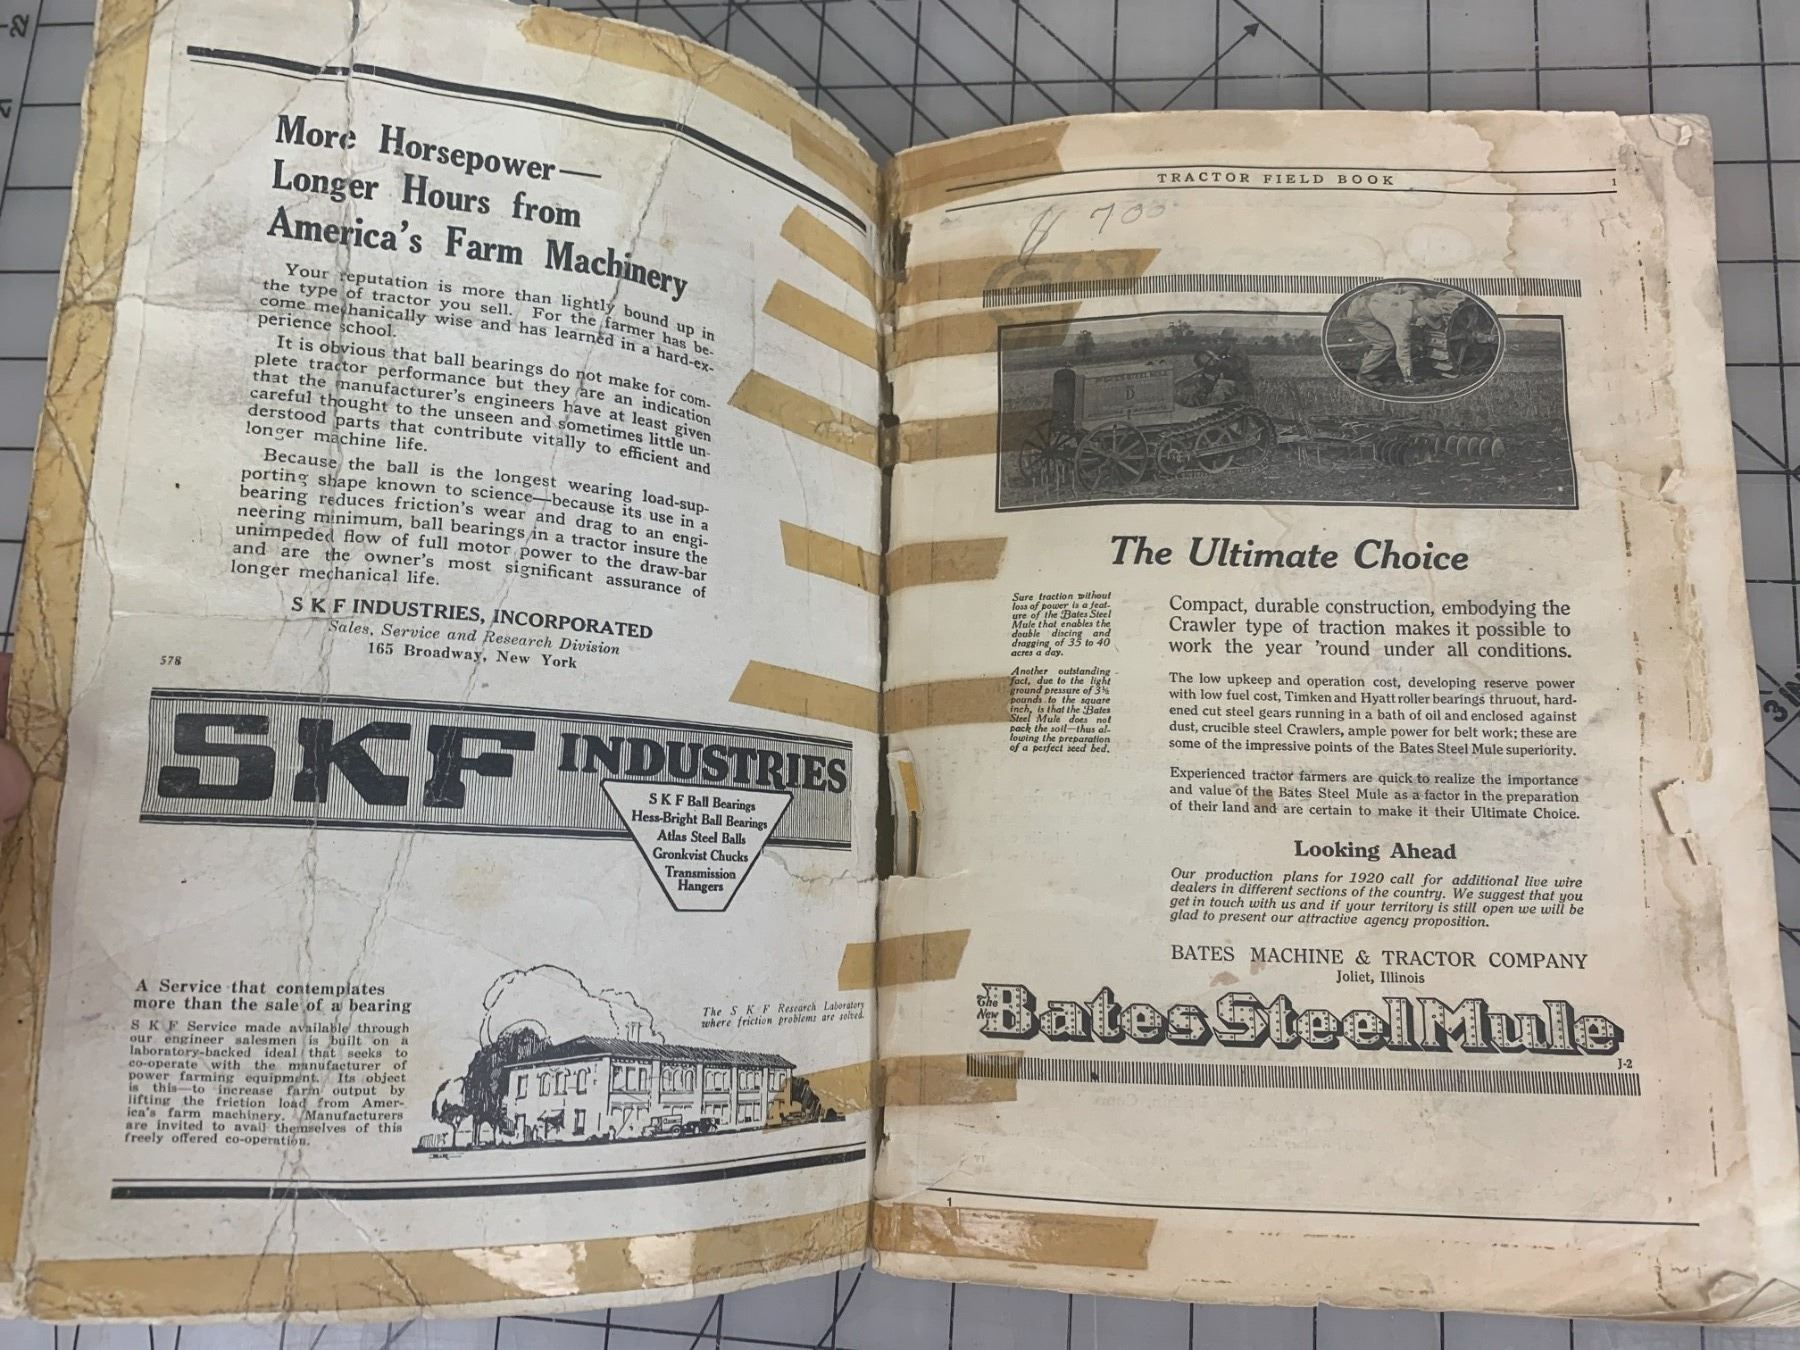 More Horsepower—
Longer Hours from
America's Farm Machinery
Your reputation is more than lightly bound up in
the type of tractor you sell. For the farmer has be-
come mechanically wise and has learned in a hard-ex-
perience school.
It is obvious that ball bearings do not make for com-
plete tractor performance but they are an indication
that the manufacturer's engineers have at least given
careful thought to the unseen and sometimes little un-
derstood parts that contribute vitally to efficient and
longer machine life.
Because the ball is the longest wearing load-sup-
porting shape known to science—because its use in a
bearing reduces friction's wear and drag to an engi-
neering minimum, ball bearings in a tractor insure the
unimpeded flow of full motor power to the draw-bar
and are the owner's most significant assurance of
longer mechanical life.
S K F INDUSTRIES, INCORPORATED
Sales, Service and Research Division
165 Broadway, New York
578
SKF INDUSTRIES
S K F Ball Bearings
Hess-Bright Ball Bearings
Atlas Steel Balls
Gronkvist Chucks
Transmission
Hangers
A Service that contemplates
more than the sale of a bearing
S K F Service made available through
our engineer salesmen is built on a
laboratory-backed ideal that seeks to
co-operate with the manufacturer of
power farming equipment. Its object
is this—to increase farm output by
lifting the friction load from Amer-
ica's farm machinery. Manufacturers
are invited to avail themselves of this
freely offered co-operation.
The S K F Research Laboratory
where friction problems are solved.
TRACTOR FIELD BOOK 1
700
BATES STEEL MULE
D
The Ultimate Choice
Sure traction without
loss of power is a feat-
ure of the Bates Steel
Mule that enables the
double discing and
dragging of 35 to 40
acres a day.
Another outstanding
fact, due to the light
ground pressure of 3½
pounds to the square
inch, is that the Bates
Steel Mule does not
pack the soil—thus al-
lowing the preparation
of a perfect seed bed.
Compact, durable construction, embodying the
Crawler type of traction makes it possible to
work the year 'round under all conditions.
The low upkeep and operation cost, developing reserve power
with low fuel cost, Timken and Hyatt roller bearings thruout, hard-
ened cut steel gears running in a bath of oil and enclosed against
dust, crucible steel Crawlers, ample power for belt work; these are
some of the impressive points of the Bates Steel Mule superiority.
Experienced tractor farmers are quick to realize the importance
and value of the Bates Steel Mule as a factor in the preparation
of their land and are certain to make it their Ultimate Choice.
Looking Ahead
Our production plans for 1920 call for additional live wire
dealers in different sections of the country. We suggest that you
get in touch with us and if your territory is still open we will be
glad to present our attractive agency proposition.
BATES MACHINE & TRACTOR COMPANY
Joliet, Illinois
The New Bates Steel Mule
J-2
1
22
21
3" IN